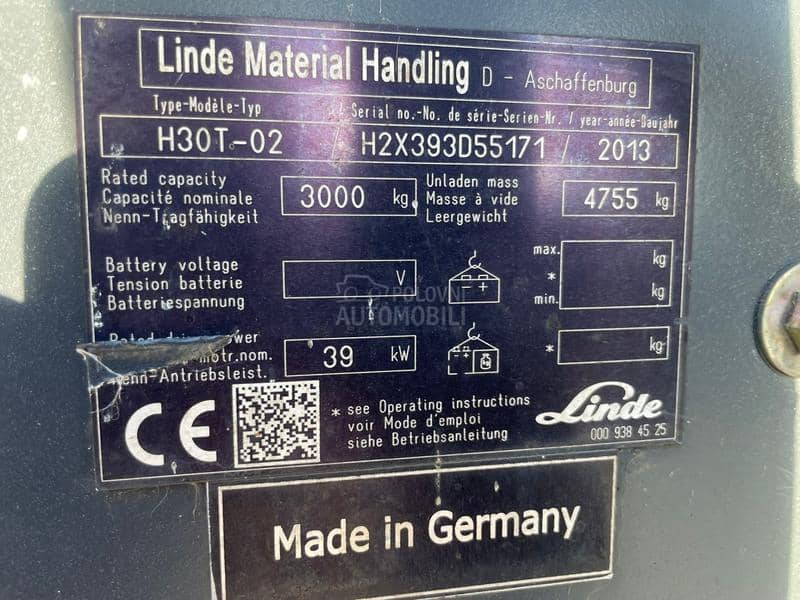 Linde Material Handling D - Aschaffenburg
Type-Modèle-Typ Serial no.-No. de série-Serien-Nr. / year-année-Baujahr
H30T-02 / H2X393D55171 / 2013
Rated capacity
Capacité nominale
Nenn-Tragfähigkeit
3000 kg
Unladen mass
Masse à vide
Leergewicht
4755 kg
Battery voltage
Tension batterie
Batteriespannung
V
- +
max. kg
*
min. kg
POLOVNI
AUTOMOBILI
Rated
motr.nom.
Nenn-Antriebsleist.
39 kW
- + kg
* kg
CE
* see Operating instructions
voir Mode d'emploi
siehe Betriebsanleitung
Linde
000 938 45 25
Made in Germany